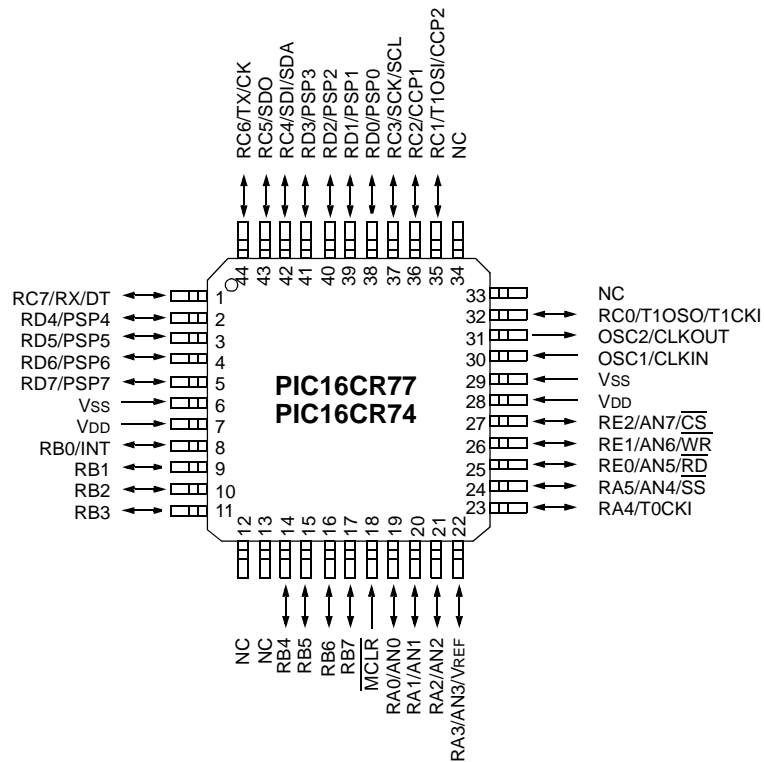 RC6/TX/CK
RC5/SDO
RC4/SDI/SDA
RD3/PSP3
RD2/PSP2
RD1/PSP1
RD0/PSP0
RC3/SCK/SCL
RC2/CCP1
RC1/T1OSI/CCP2
NC
44
43
42
41
40
39
38
37
36
35
34
RC7/RX/DT 1
RD4/PSP4 2
RD5/PSP5 3
RD6/PSP6 4
RD7/PSP7 5
VSS 6
VDD 7
RB0/INT 8
RB1 9
RB2 10
RB3 11
PIC16CR77
PIC16CR74
33 NC
32 RC0/T1OSO/T1CKI
31 OSC2/CLKOUT
30 OSC1/CLKIN
29 VSS
28 VDD
27 RE2/AN7/C̅S̅
26 RE1/AN6/W̅R̅
25 RE0/AN5/R̅D̅
24 RA5/AN4/S̅S̅
23 RA4/T0CKI
12
13
14
15
16
17
18
19
20
21
22
NC
NC
RB4
RB5
RB6
RB7
M̅C̅L̅R̅
RA0/AN0
RA1/AN1
RA2/AN2
RA3/AN3/VREF